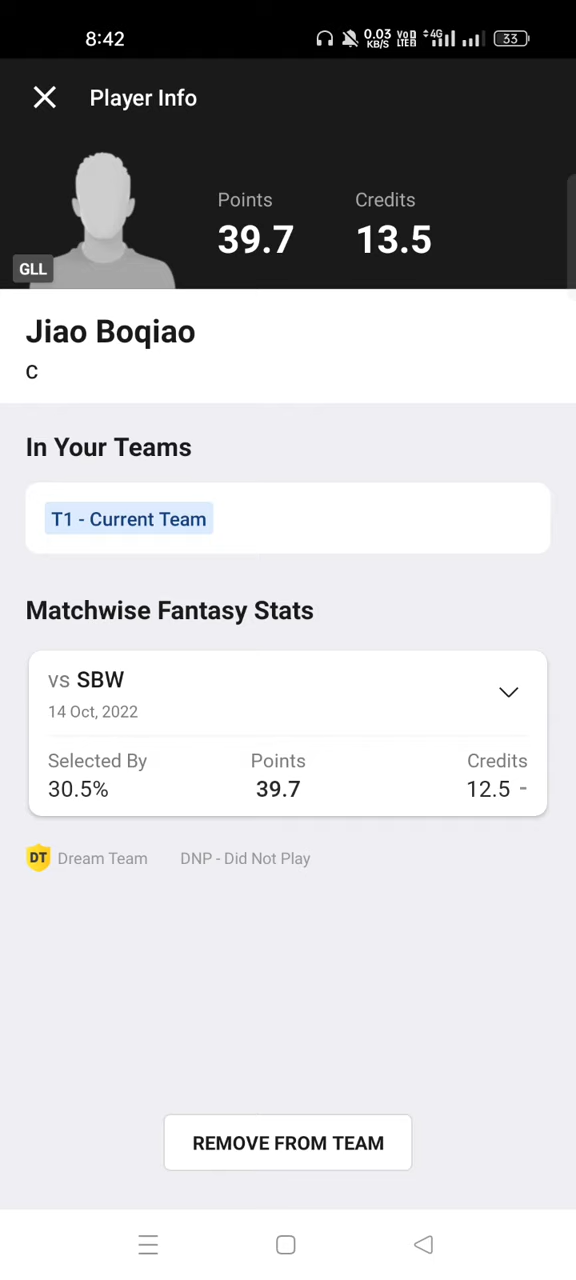 8:42
0.03 KB/S VoD LTE 4G 33
Player Info
Points Credits
39.7 13.5
GLL
Jiao Boqiao
C
In Your Teams
T1 - Current Team
Matchwise Fantasy Stats
vs SBW
14 Oct, 2022
Selected By Points Credits
30.5% 39.7 12.5 -
DT Dream Team DNP - Did Not Play
REMOVE FROM TEAM